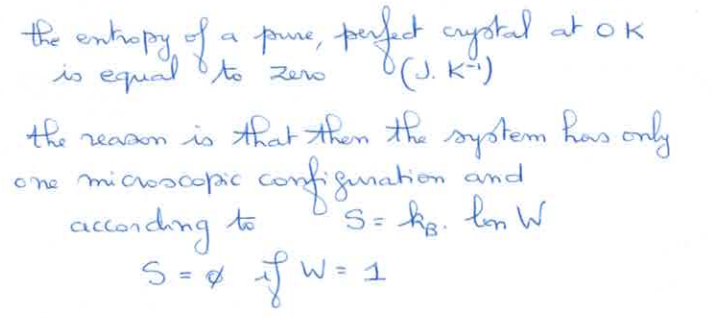 the entropy of a pure, perfect crystal at 0 K
is equal to zero (J. K⁻¹)
the reason is that then the system has only
one microscopic configuration and
according to S = k_B. ln W
S = ∅ if W = 1